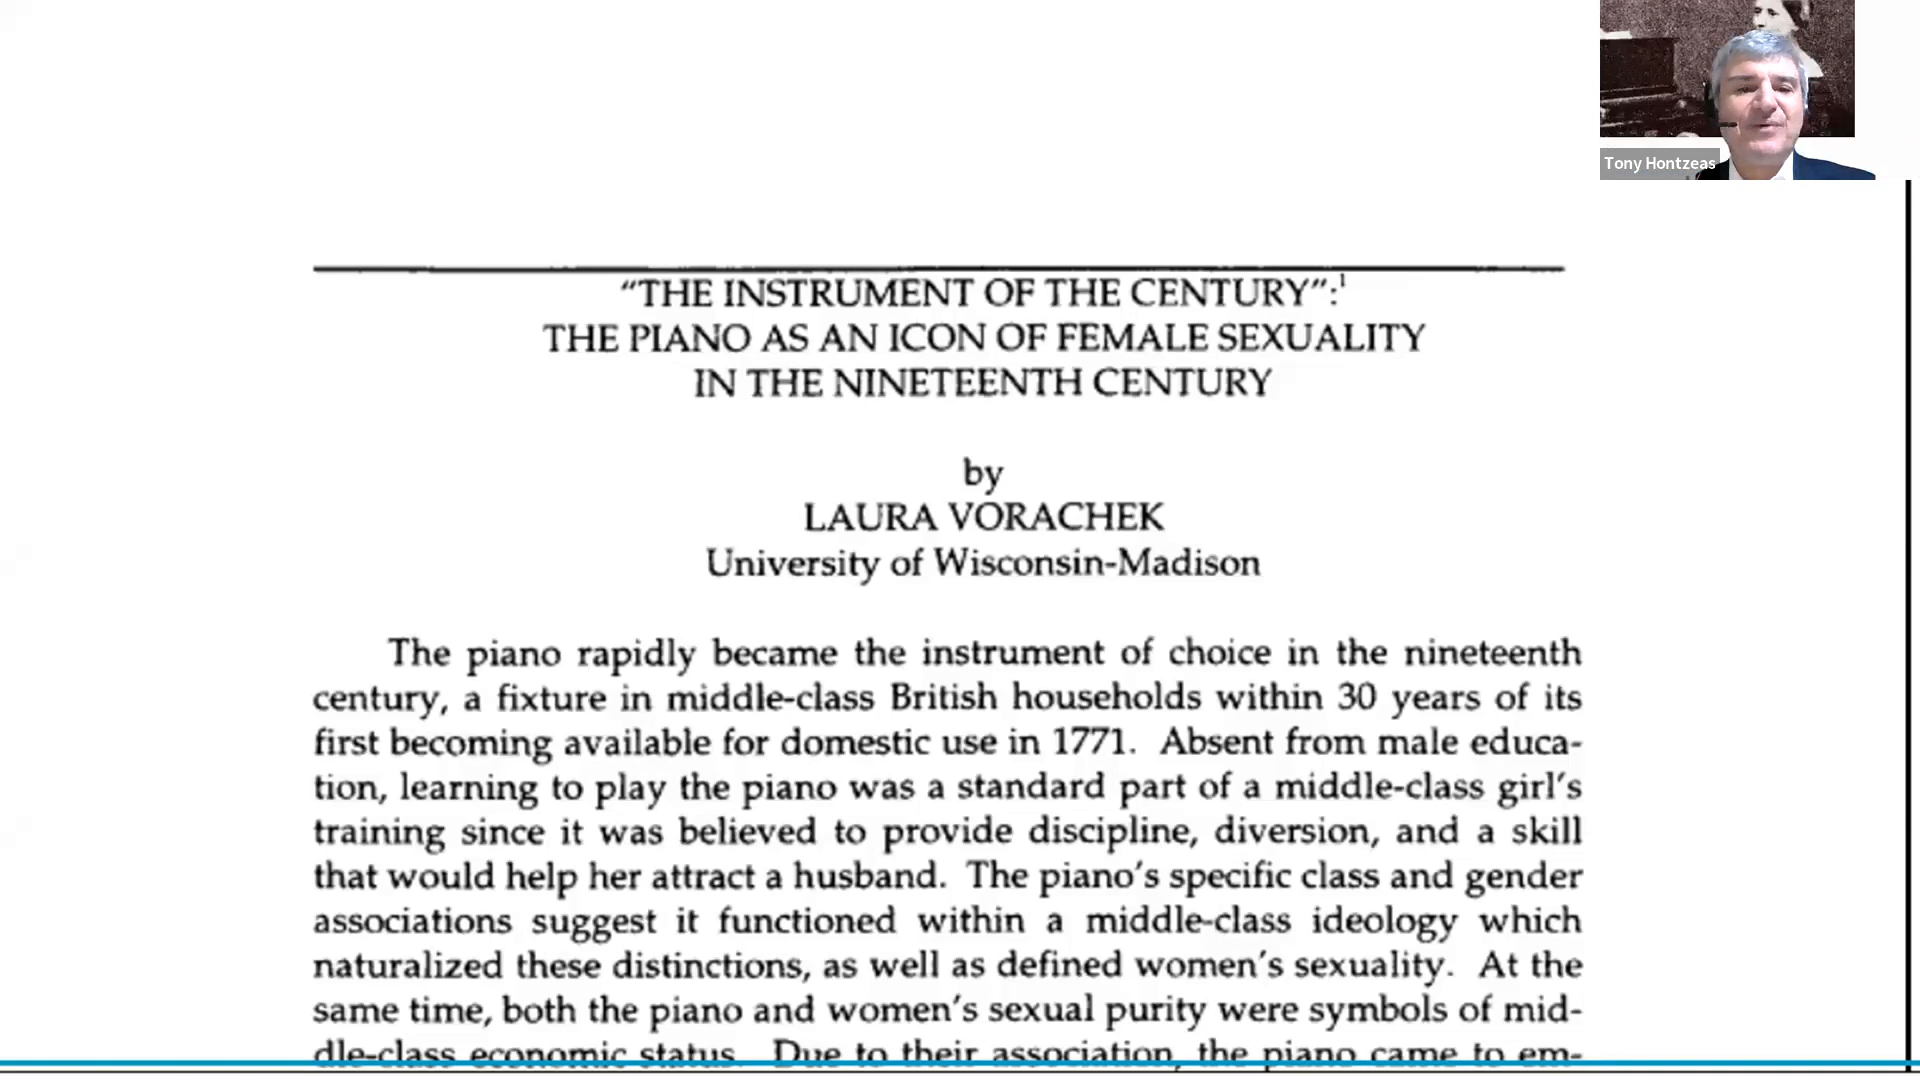 Tony Hontzeas
“THE INSTRUMENT OF THE CENTURY”:¹
THE PIANO AS AN ICON OF FEMALE SEXUALITY
IN THE NINETEENTH CENTURY
by
LAURA VORACHEK
University of Wisconsin-Madison
The piano rapidly became the instrument of choice in the nineteenth
century, a fixture in middle-class British households within 30 years of its
first becoming available for domestic use in 1771. Absent from male educa-
tion, learning to play the piano was a standard part of a middle-class girl’s
training since it was believed to provide discipline, diversion, and a skill
that would help her attract a husband. The piano’s specific class and gender
associations suggest it functioned within a middle-class ideology which
naturalized these distinctions, as well as defined women’s sexuality. At the
same time, both the piano and women’s sexual purity were symbols of mid-
dle-class economic status. Due to their association, the piano came to em-